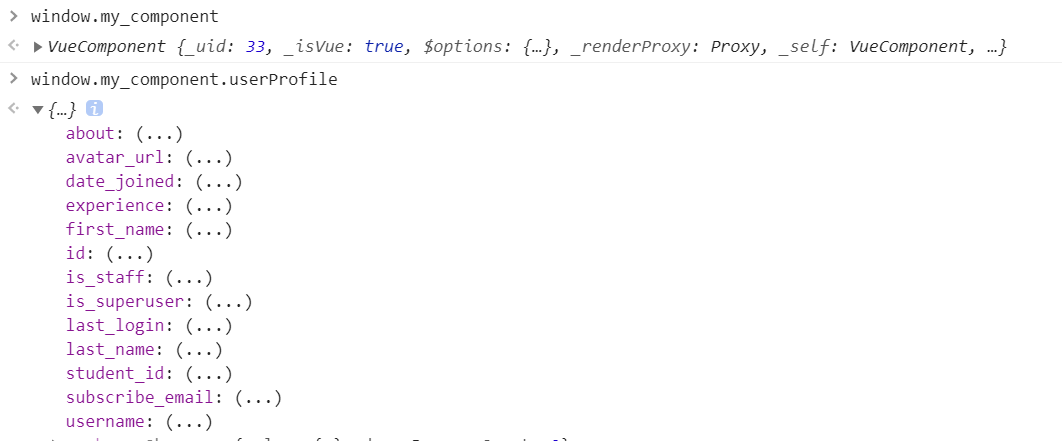 > window.my_component
VueComponent {_uid: 33, _isVue: true, $options: {…}, _renderProxy: Proxy, _self: VueComponent, …}
> window.my_component.userProfile
{…} i
about: (...)
avatar_url: (...)
date_joined: (...)
experience: (...)
first_name: (...)
id: (...)
is_staff: (...)
is_superuser: (...)
last_login: (...)
last_name: (...)
student_id: (...)
subscribe_email: (...)
username: (...)